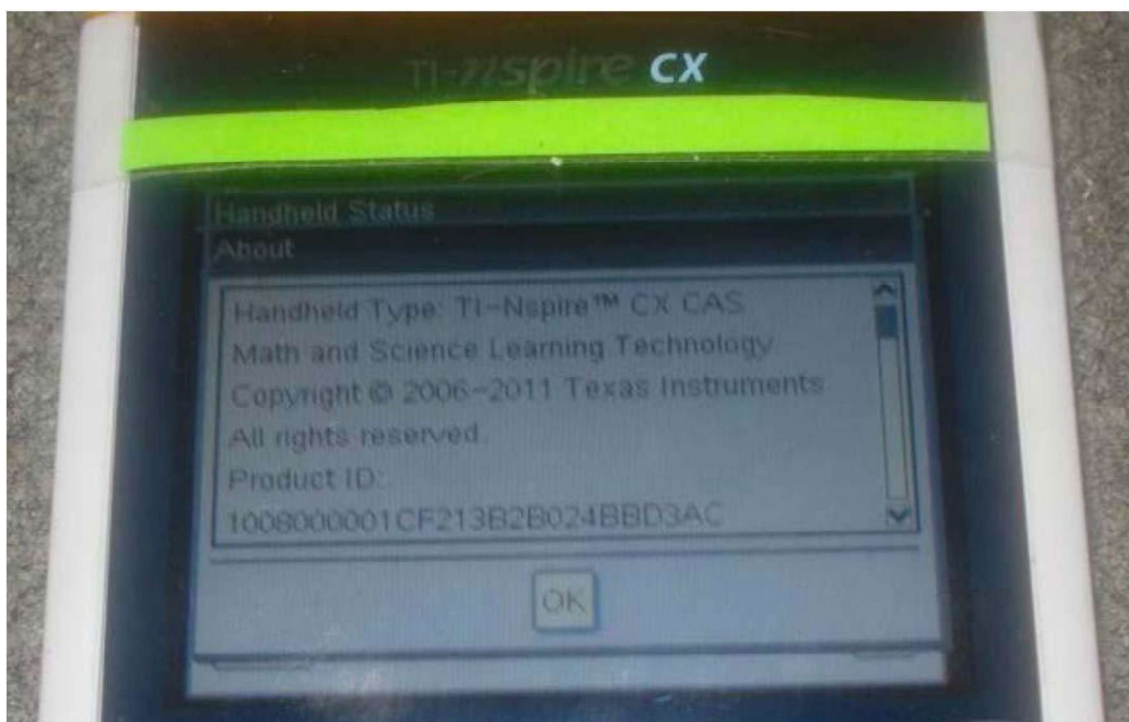 TI-nspire CX
Handheld Status
About
Handheld Type: TI-Nspire™ CX CAS
Math and Science Learning Technology
Copyright © 2006-2011 Texas Instruments
All rights reserved.
Product ID:
1008000001CF213B2B024BBD3AC
OK